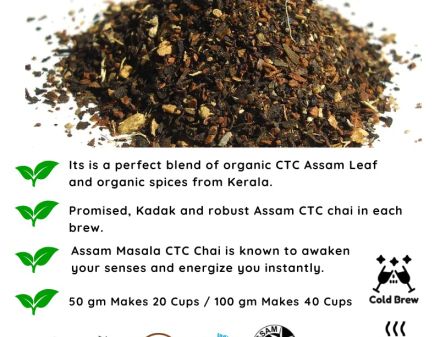 Its is a perfect blend of organic CTC Assam Leaf
and organic spices from Kerala.
Promised, Kadak and robust Assam CTC chai in each
brew.
Assam Masala CTC Chai is known to awaken
your senses and energize you instantly.
50 gm Makes 20 Cups / 100 gm Makes 40 Cups
Cold Brew